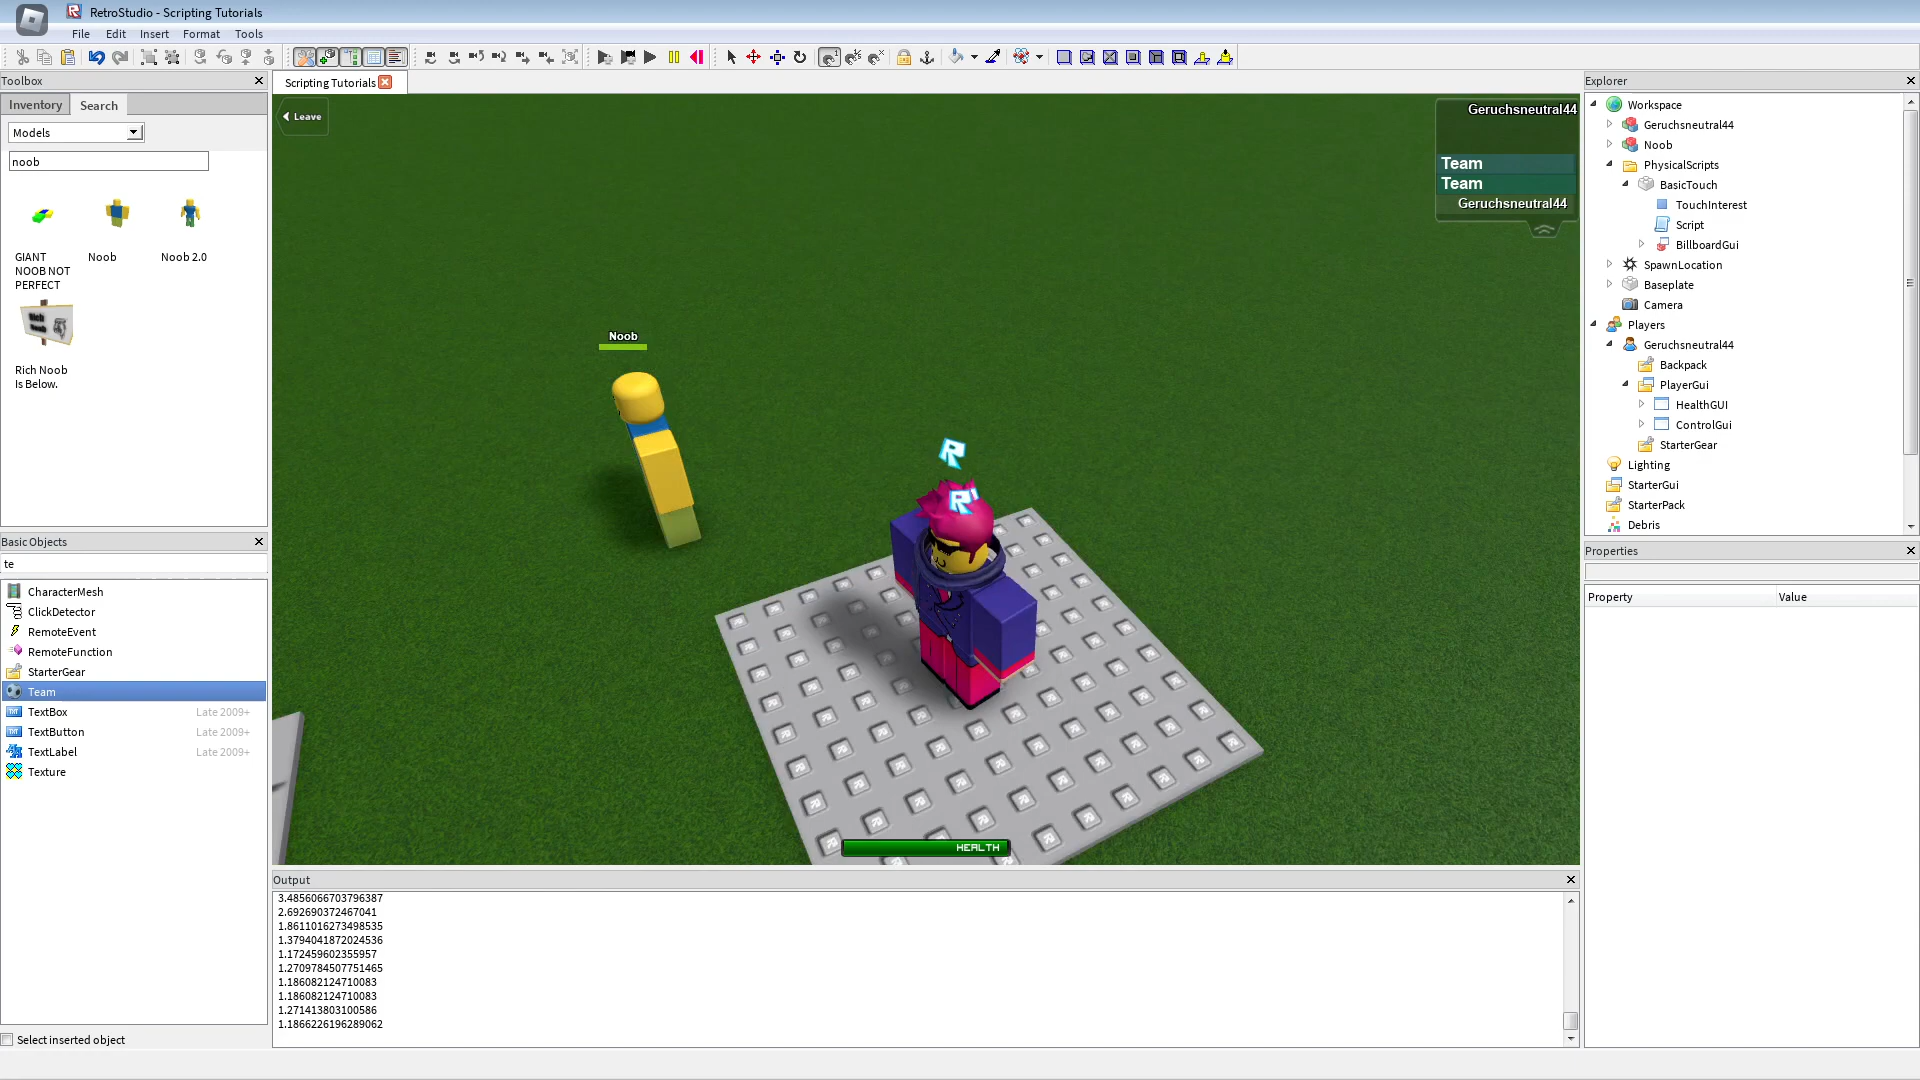 RetroStudio - Scripting Tutorials
File Edit Insert Format Tools
Toolbox
Inventory Search
Models
noob
GIANT NOOB NOT PERFECT
Noob
Noob 2.0
Rich Noob Is Below.
Basic Objects
te
CharacterMesh
ClickDetector
RemoteEvent
RemoteFunction
StarterGear
Team
TextBox Late 2009+
TextButton Late 2009+
TextLabel Late 2009+
Texture
Select inserted object
Scripting Tutorials
Leave
Geruchsneutral44
Team
Team
Geruchsneutral44
Noob
HEALTH
Output
3.4856066703796387
2.692690372467041
1.8611016273498535
1.3794041872024536
1.172459602355957
1.2709784507751465
1.186082124710083
1.186082124710083
1.271413803100586
1.1866226196289062
Explorer
Workspace
Geruchsneutral44
Noob
PhysicalScripts
BasicTouch
TouchInterest
Script
BillboardGui
SpawnLocation
Baseplate
Camera
Players
Geruchsneutral44
Backpack
PlayerGui
HealthGUI
ControlGui
StarterGear
Lighting
StarterGui
StarterPack
Debris
Properties
Property Value